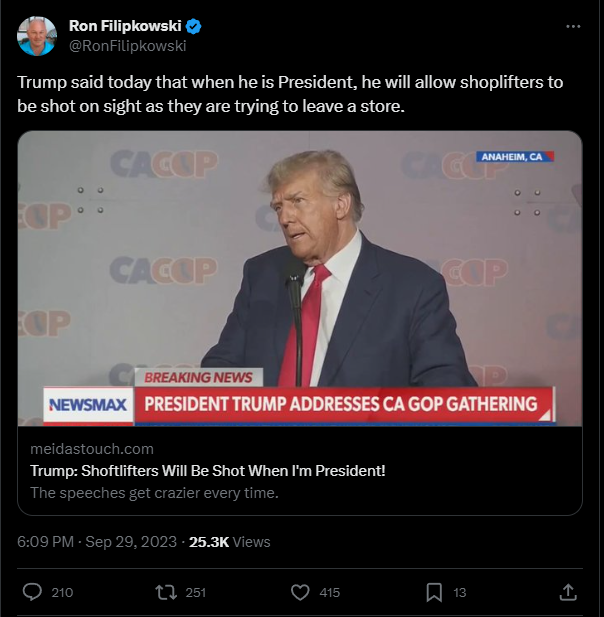 Ron Filipkowski
@RonFilipkowski
Trump said today that when he is President, he will allow shoplifters to
be shot on sight as they are trying to leave a store.
CAGOP
CAGOP
ANAHEIM, CA
GOP
CAGOP
GOP
GOP
BREAKING NEWS
NEWSMAX
PRESIDENT TRUMP ADDRESSES CA GOP GATHERING
meidastouch.com
Trump: Shoftlifters Will Be Shot When I'm President!
The speeches get crazier every time.
6:09 PM · Sep 29, 2023 · 25.3K Views
210 251 415 13